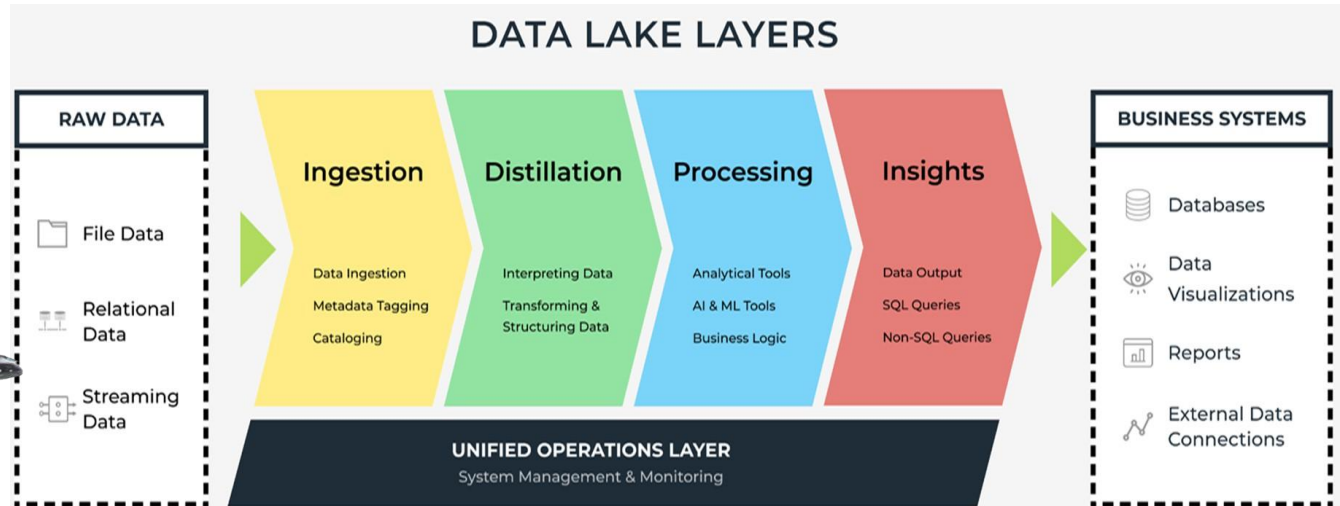 DATA LAKE LAYERS
RAW DATA
File Data
Relational
Data
Streaming
Data
Ingestion
Data Ingestion
Metadata Tagging
Cataloging
Distillation
Interpreting Data
Transforming &
Structuring Data
Processing
Analytical Tools
AI & ML Tools
Business Logic
Insights
Data Output
SQL Queries
Non-SQL Queries
UNIFIED OPERATIONS LAYER
System Management & Monitoring
BUSINESS SYSTEMS
Databases
Data
Visualizations
Reports
External Data
Connections